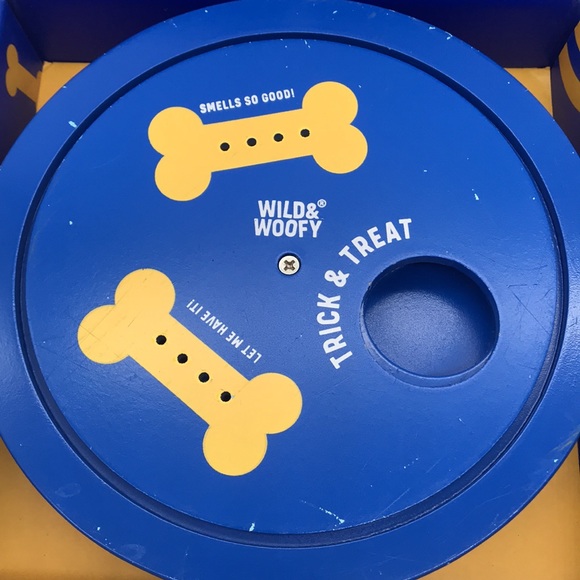 SMELLS SO GOOD!
WILD&®
WOOFY
TRICK & TREAT
LET ME HAVE IT!